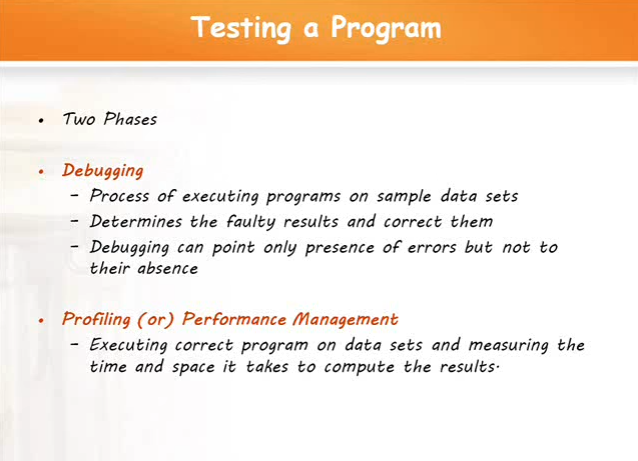 Testing a Program
• Two Phases
• Debugging
– Process of executing programs on sample data sets
– Determines the faulty results and correct them
– Debugging can point only presence of errors but not to
their absence
• Profiling (or) Performance Management
– Executing correct program on data sets and measuring the
time and space it takes to compute the results.